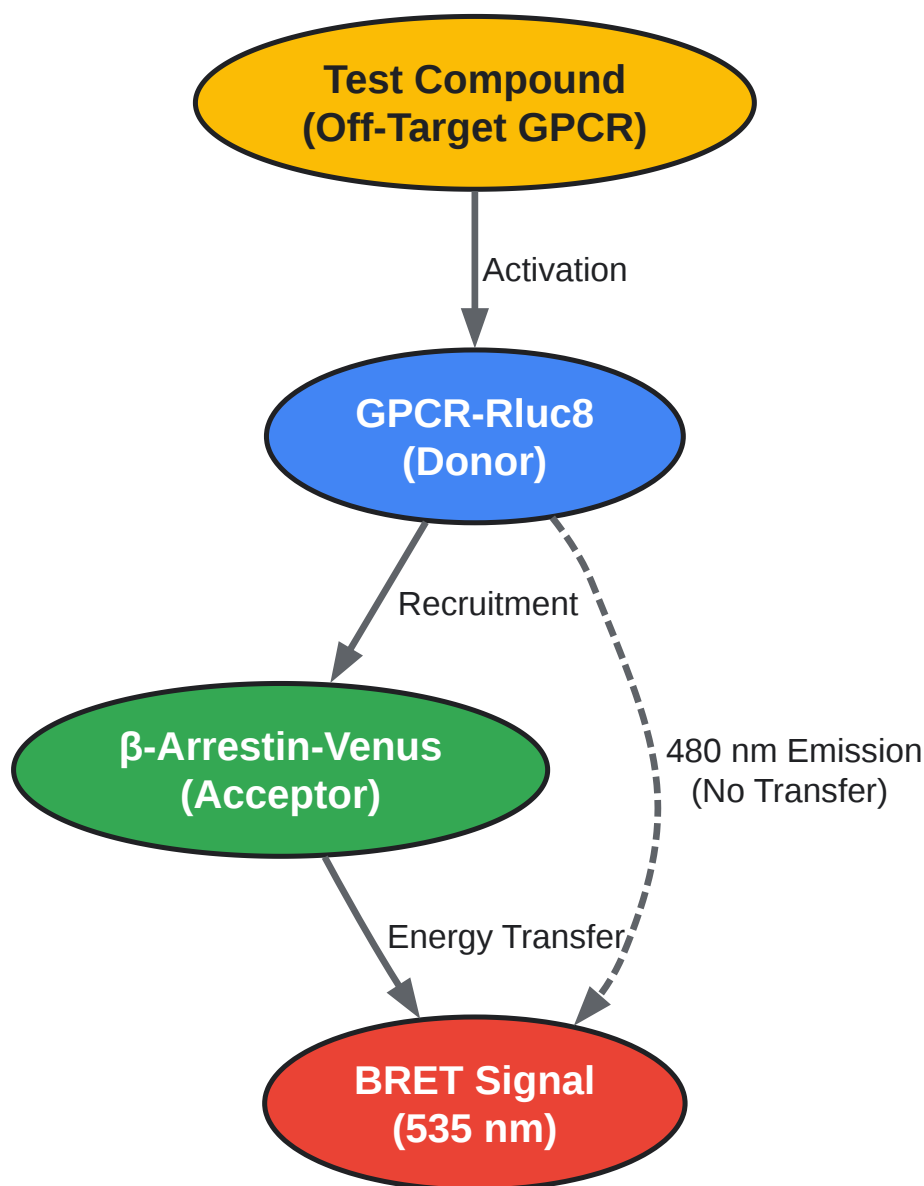 Test Compound
(Off-Target GPCR)
Activation
GPCR-Rluc8
(Donor)
Recruitment
β-Arrestin-Venus
(Acceptor)
480 nm Emission
(No Transfer)
Energy Transfer
BRET Signal
(535 nm)